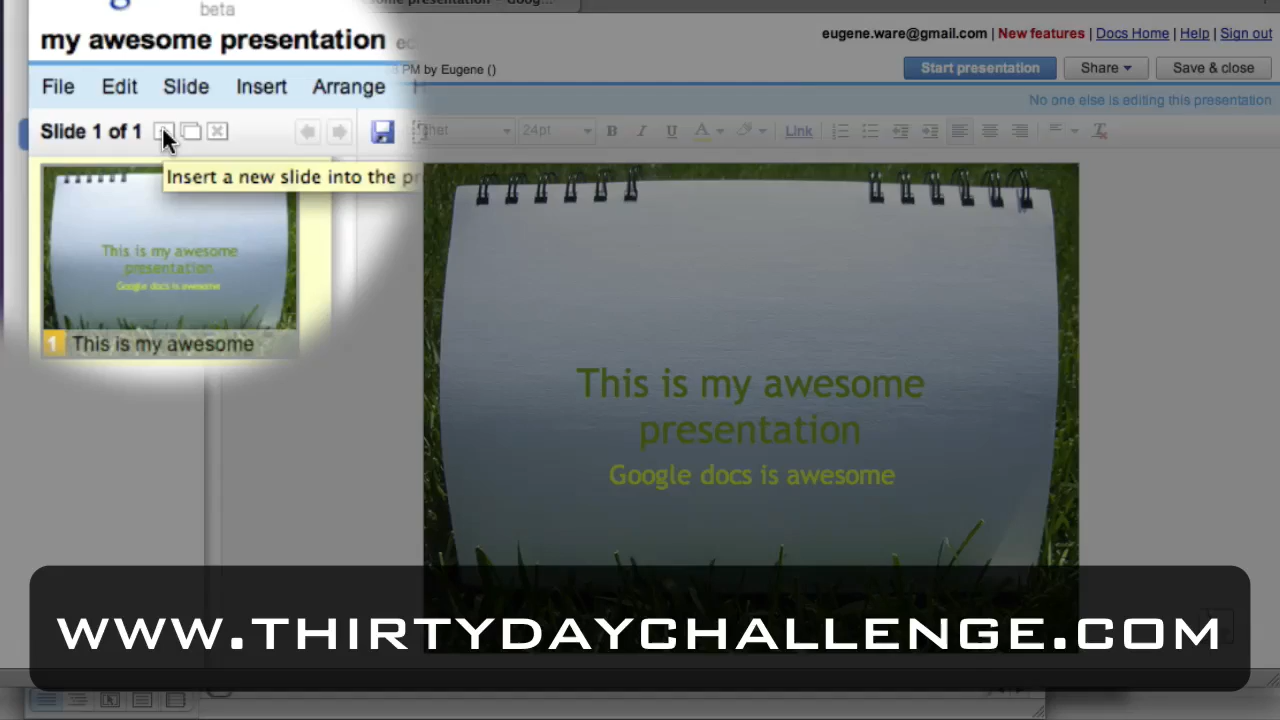 beta
my awesome presentation
eugene.ware@gmail.com | New features | Docs Home | Help | Sign out
PM by Eugene ()
Start presentation
Share
Save & close
File Edit Slide Insert Arrange
No one else is editing this presentation
Slide 1 of 1
24pt
B I U A Link
Insert a new slide into the
This is my awesome
presentation
Google docs is awesome
1 This is my awesome
This is my awesome
presentation
Google docs is awesome
WWW.THIRTYDAYCHALLENGE.COM